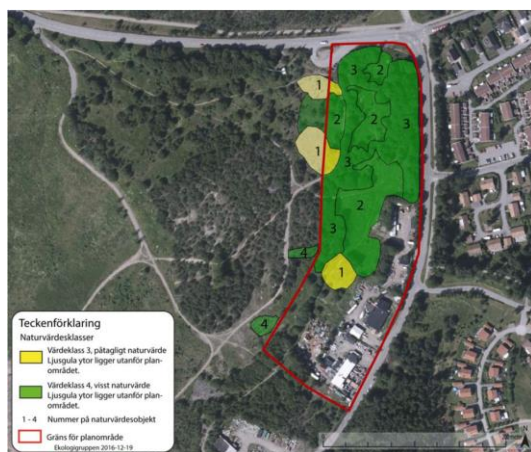 1
3
2
2
2
3
1
3
2
3
4
1
4
Teckenförklaring
Naturvärdesklasser
Värdeklass 3, påtagligt naturvärde
Ljusgula ytor ligger utanför plan-
området.
Värdeklass 4, visst naturvärde
Ljusgula ytor ligger utanför plan-
området.
1 - 4 Nummer på naturvärdesobjekt
Gräns för planområde
Ekologigruppen 2016-12-19
N